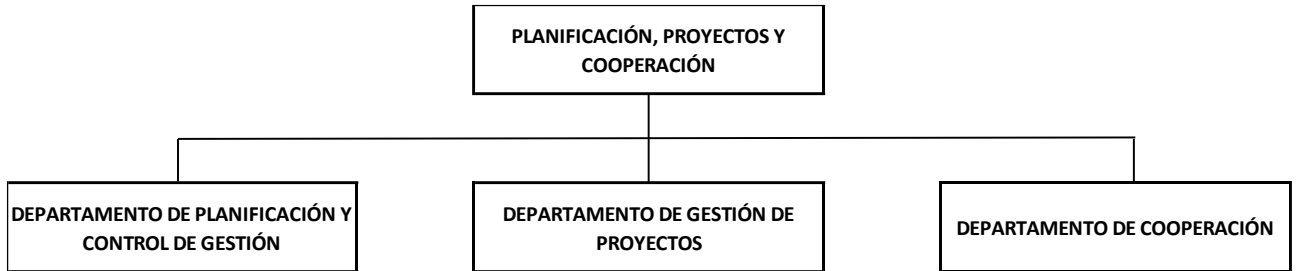 PLANIFICACIÓN, PROYECTOS Y
COOPERACIÓN
DEPARTAMENTO DE PLANIFICACIÓN Y
CONTROL DE GESTIÓN
DEPARTAMENTO DE GESTIÓN DE
PROYECTOS
DEPARTAMENTO DE COOPERACIÓN